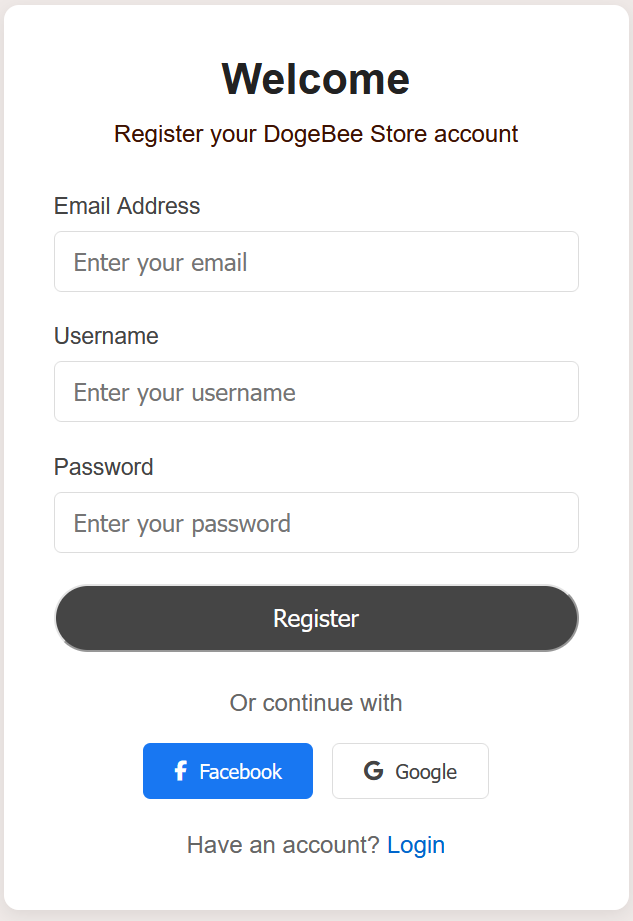 Welcome
Register your DogeBee Store account
Email Address
Enter your email
Username
Enter your username
Password
Enter your password
Register
Or continue with
Facebook
Google
Have an account? Login